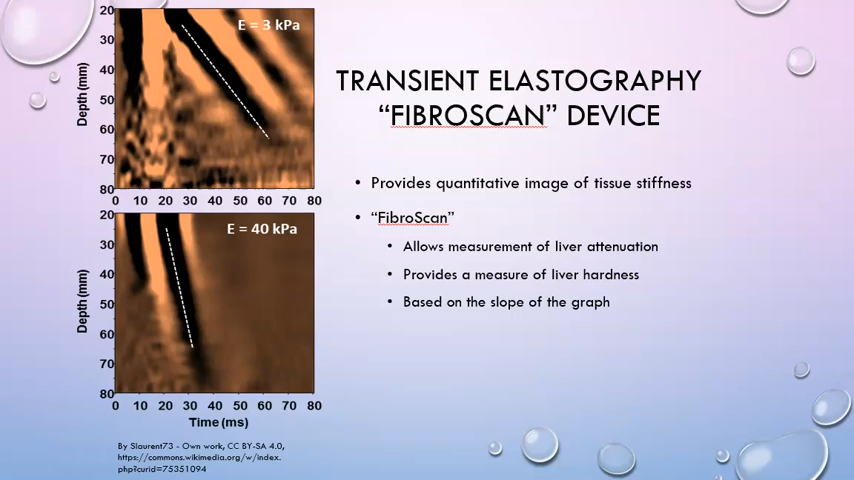 20
30
40
50
60
70
80
Depth (mm)
E = 3 kPa
0 10 20 30 40 50 60 70 80
20
30
40
50
60
70
80
Depth (mm)
E = 40 kPa
0 10 20 30 40 50 60 70 80
Time (ms)
By Slaurent73 - Own work, CC BY-SA 4.0,
https://commons.wikimedia.org/w/index.
php?curid=75351094
TRANSIENT ELASTOGRAPHY
“FIBROSCAN” DEVICE
• Provides quantitative image of tissue stiffness
• “FibroScan”
• Allows measurement of liver attenuation
• Provides a measure of liver hardness
• Based on the slope of the graph